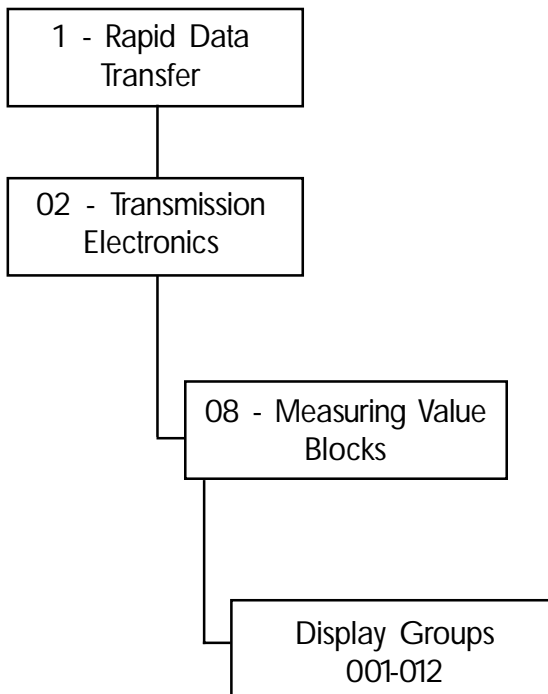 1 - Rapid Data
Transfer
02 - Transmission
Electronics
08 - Measuring Value
Blocks
Display Groups
001-012